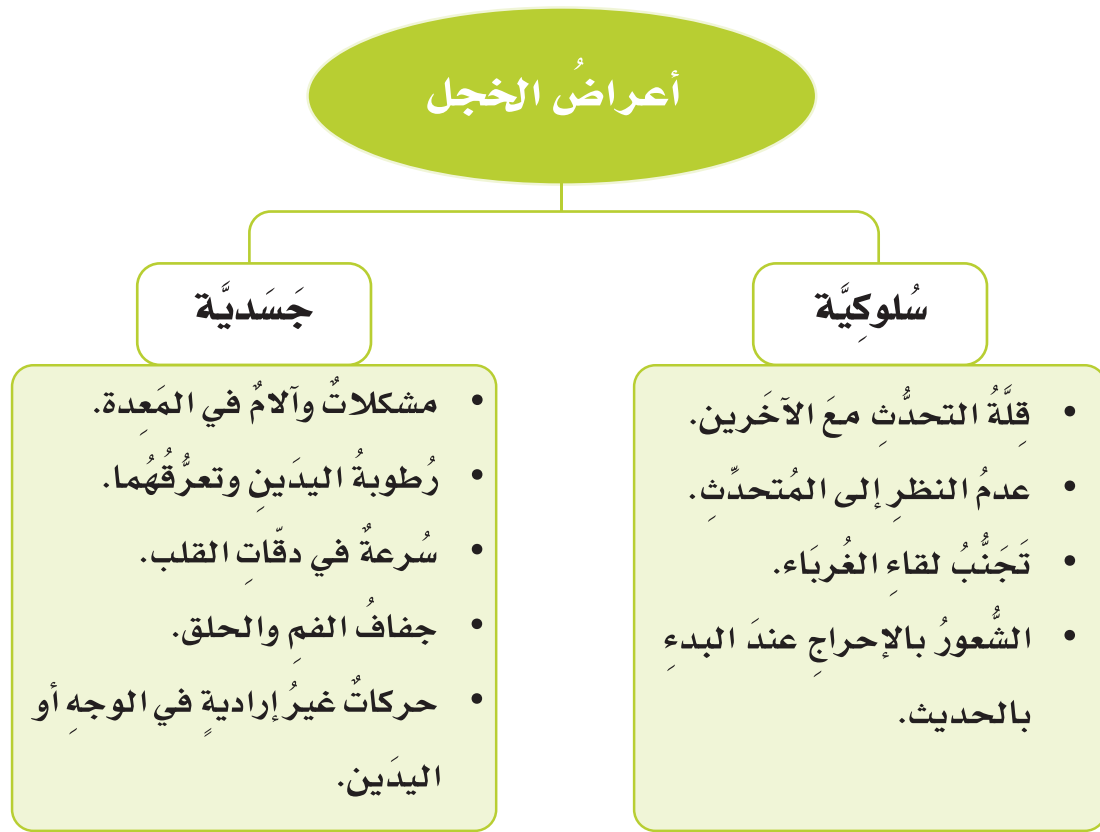 أعراضُ الخجل
سُلوكِيَّة
• قِلَّةُ التحدُّثِ معَ الآخَرين.
• عدمُ النظرِ إلى المُتحدِّثِ.
• تَجَنُّبُ لقاءِ الغُربَاء.
• الشُّعورُ بالإحراجِ عندَ البدءِ
بالحديث.
جَسَديَّة
• مشكلاتٌ وآلامٌ في المَعِدة.
• رُطوبةُ اليدَينِ وتعرُّقُهُما.
• سُرعةٌ في دقّاتِ القلب.
• جفافُ الفمِ والحلق.
• حركاتٌ غيرُ إراديةٍ في الوجهِ أو
اليدَين.